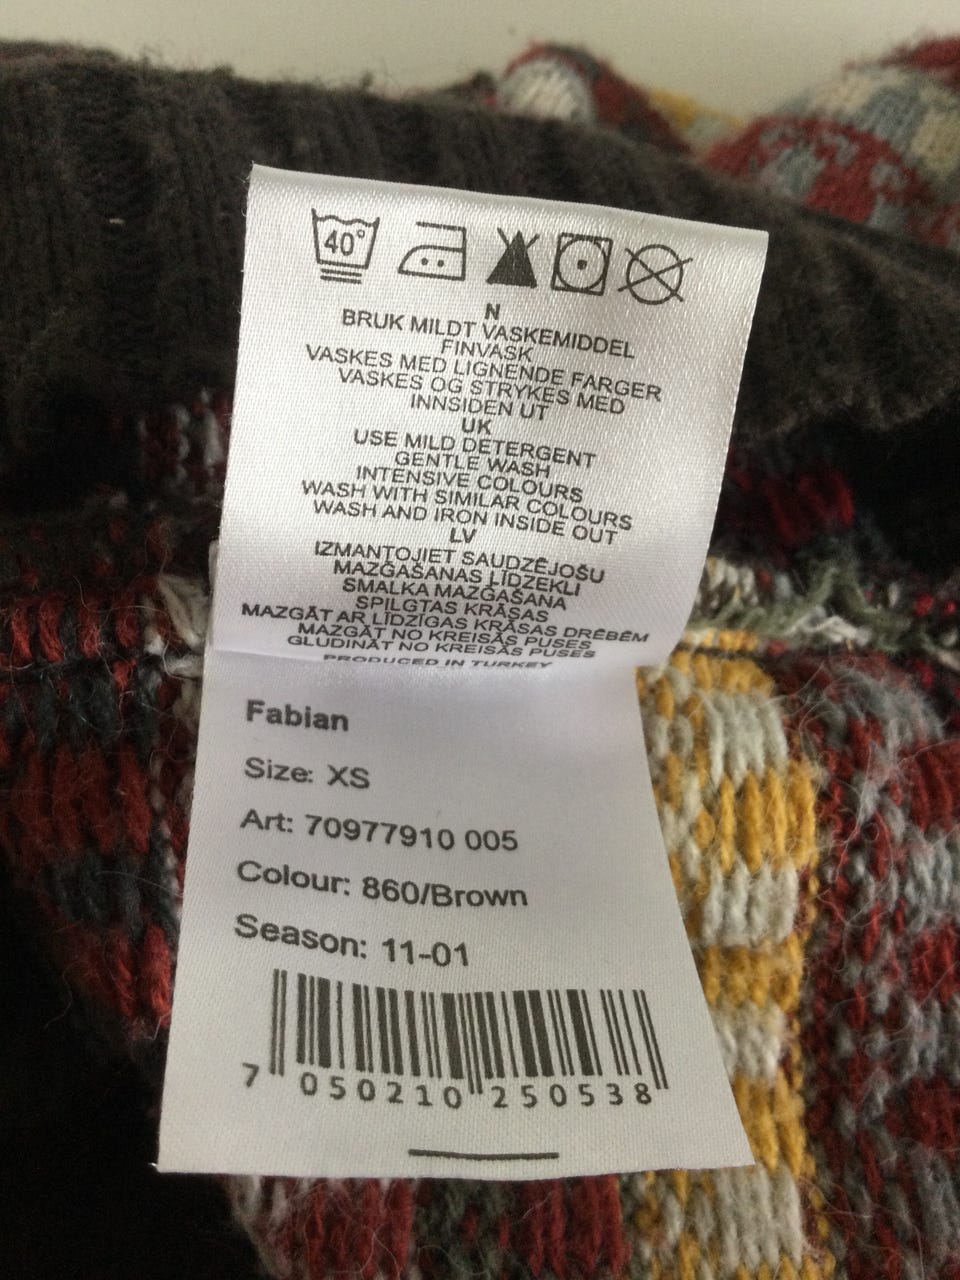 40°
N
BRUK MILDT VASKEMIDDEL
FINVASK
VASKES MED LIGNENDE FARGER
VASKES OG STRYKES MED
INNSIDEN UT
UK
USE MILD DETERGENT
GENTLE WASH
INTENSIVE COLOURS
WASH WITH SIMILAR COLOURS
WASH AND IRON INSIDE OUT
LV
IZMANTOJIET SAUDZĒJOŠU
MAZGĀŠANAS LĪDZEKLI
SMALKA MAZGĀŠANA
SPILGTAS KRĀSAS
MAZGĀT AR LĪDZĪGAS KRĀSAS DRĒBĒM
MAZGĀT NO KREISĀS PUSES
GLUDINĀT NO KREISĀS PUSES
PRODUCED IN TURKEY
Fabian
Size: XS
Art: 70977910 005
Colour: 860/Brown
Season: 11-01
7 050210 250538